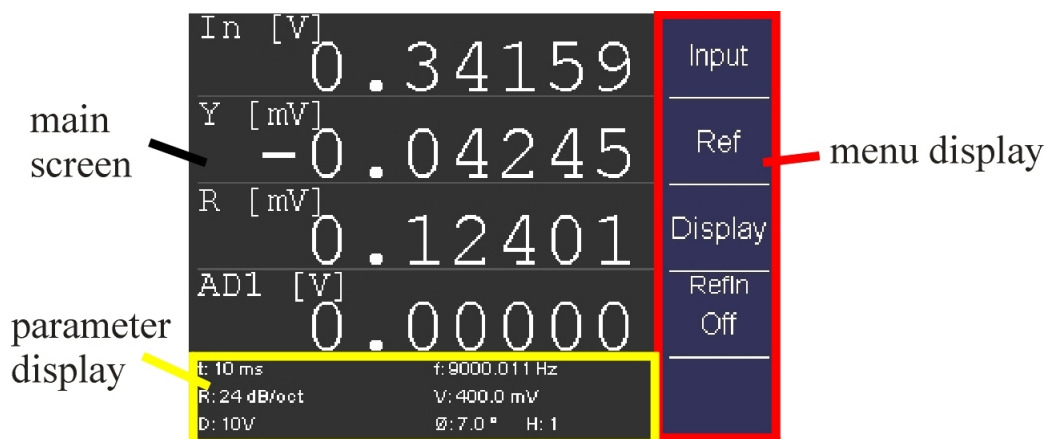 In [V]
0.34159
Y [mV]
-0.04245
R [mV]
0.12401
AD1 [V]
0.00000
t: 10 ms
f: 9000.011 Hz
R: 24 dB/oct
V: 400.0 mV
D: 10V
Ø: 7.0 ° H: 1
Input
Ref
Display
RefIn
Off
main
screen
parameter
display
menu display